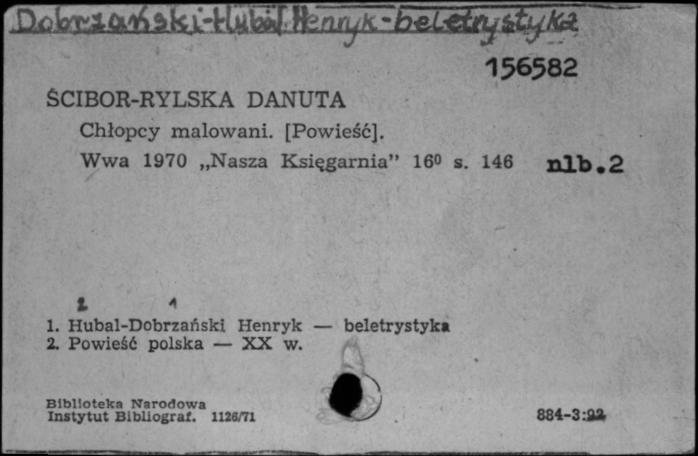 Dobrzański-Hubal Henryk-beletrystyka
156582
ŚCIBOR-RYLSKA DANUTA
Chłopcy malowani. [Powieść].
Wwa 1970 „Nasza Księgarnia” 16⁰ s. 146 nlb.2
2 1
1. Hubal-Dobrzański Henryk — beletrystyka
2. Powieść polska — XX w.
Biblioteka Narodowa
Instytut Bibliograf. 1126/71 884-3:92